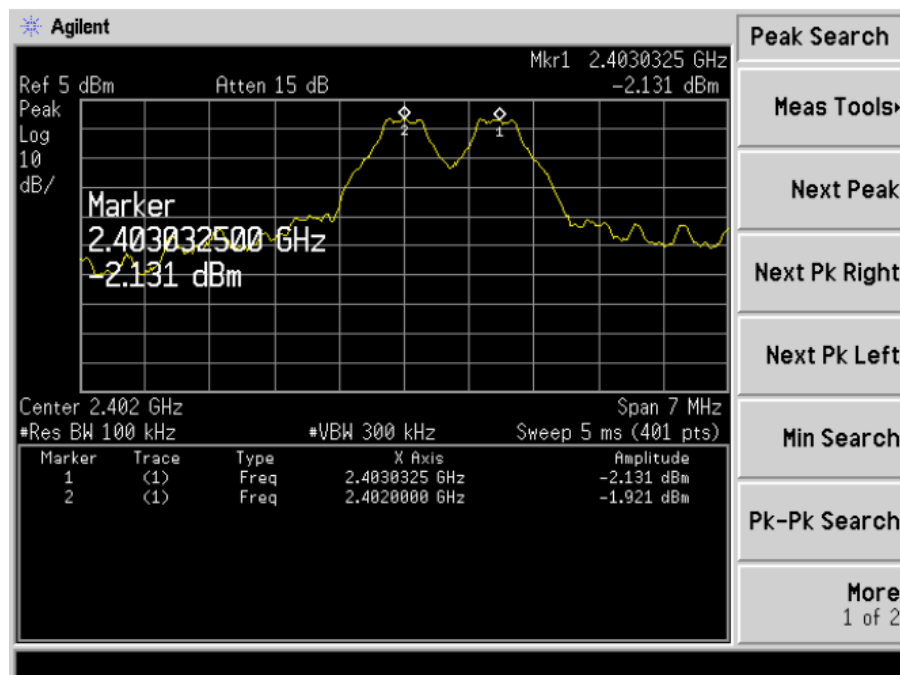 Agilent
Peak Search
Mkr1 2.4030325 GHz
Ref 5 dBm Atten 15 dB -2.131 dBm
Peak
Log
10
dB/
2
1
Marker
2.403032500 GHz
-2.131 dBm
Center 2.402 GHz Span 7 MHz
#Res BW 100 kHz #VBW 300 kHz Sweep 5 ms (401 pts)
Marker Trace Type X Axis Amplitude
1 (1) Freq 2.4030325 GHz -2.131 dBm
2 (1) Freq 2.4020000 GHz -1.921 dBm
Meas Tools▸
Next Peak
Next Pk Right
Next Pk Left
Min Search
Pk-Pk Search
More
1 of 2